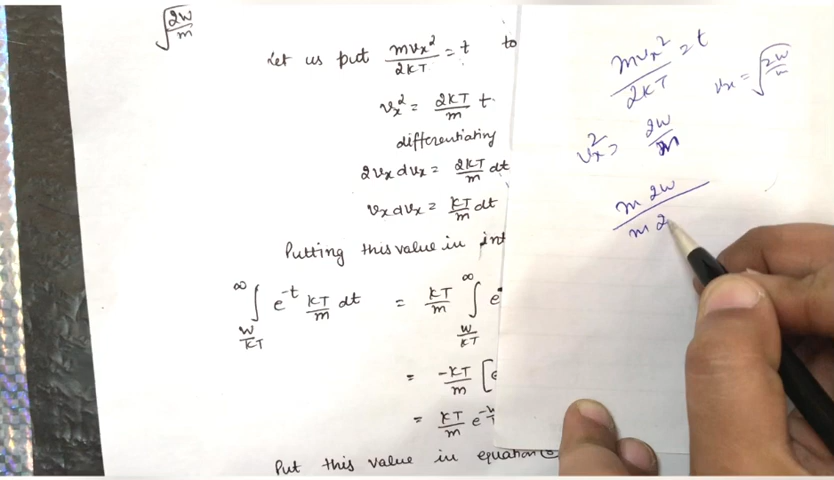 √(2W/m)
Let us put mvx²/2KT = t to
vx² = 2KT/m t.
differentiating
2vx dvx = 2KT/m dt
vx dvx = KT/m dt
Putting this value in int
∫_{W/KT}^{∞} e^{-t} KT/m dt = KT/m ∫_{W/KT}^{∞} e
= -KT/m [e
= KT/m e
Put this value in equation
mvx²/2KT = t
vx = √(2W/m)
vx² = 2W/m
m 2W / m 2